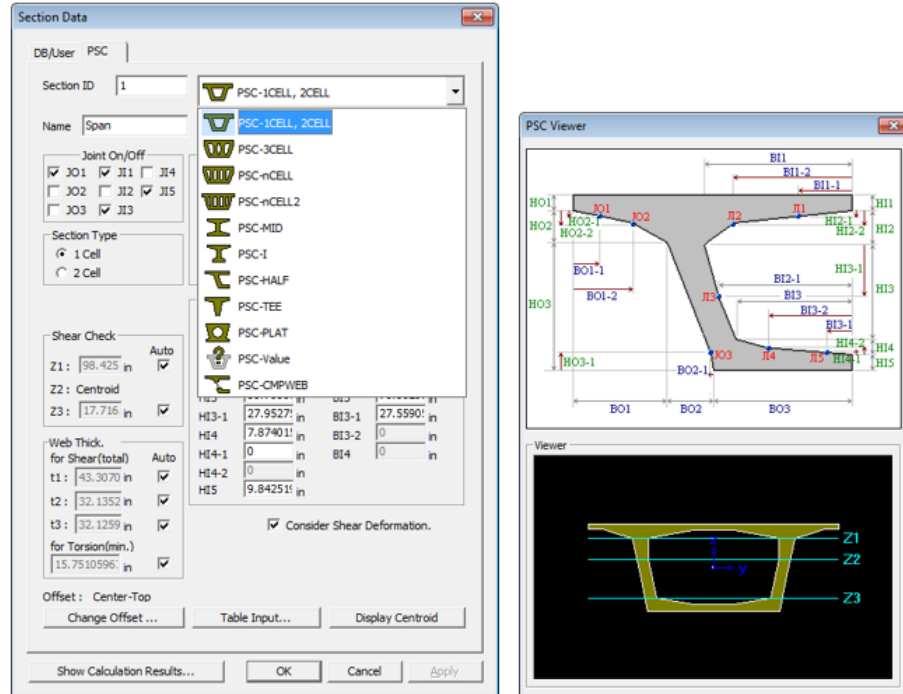 Section Data
DB/User PSC
Section ID 1
PSC-1CELL, 2CELL
Name Span
PSC-1CELL, 2CELL
PSC-3CELL
PSC-nCELL
PSC-nCELL2
PSC-MID
PSC-I
PSC-HALF
PSC-TEE
PSC-PLAT
PSC-Value
PSC-CMPWEB
Joint On/Off
JO1 JI1 JI4
JO2 JI2 JI5
JO3 JI3
Section Type
1 Cell
2 Cell
Shear Check
Auto
Z1 : 98.425 in
Z2 : Centroid
Z3 : 17.716 in
HI3-1 27.9527 in BI3-1 27.5590 in
HI4 7.87401 in BI3-2 0 in
HI4-1 0 in BI4 0 in
HI4-2 0 in
HI5 9.84251 in
Web Thick.
for Shear(total) Auto
t1 : 43.3070 in
t2 : 32.1352 in
t3 : 32.1259 in
for Torsion(min.)
15.7510596 in
Consider Shear Deformation.
Offset : Center-Top
Change Offset ... Table Input... Display Centroid
Show Calculation Results... OK Cancel Apply
PSC Viewer
BI1
BI1-2
BI1-1
HO1 HI1
JO1 JO2 JI2 JI1
HO2 HO2-1 HI2-1 HI2
HO2-2 HI2-2
BO1-1 HI3-1
BI2-1
BO1-2 BI3 HI3
JI3
HO3 BI3-2
BI3-1
HI4-2 HI4
HO3-1 JO3 JI4 JI5 HI4-1 HI5
BO2-1
BO1 BO2 BO3
Viewer
Z1
Z2
Z3
z
y